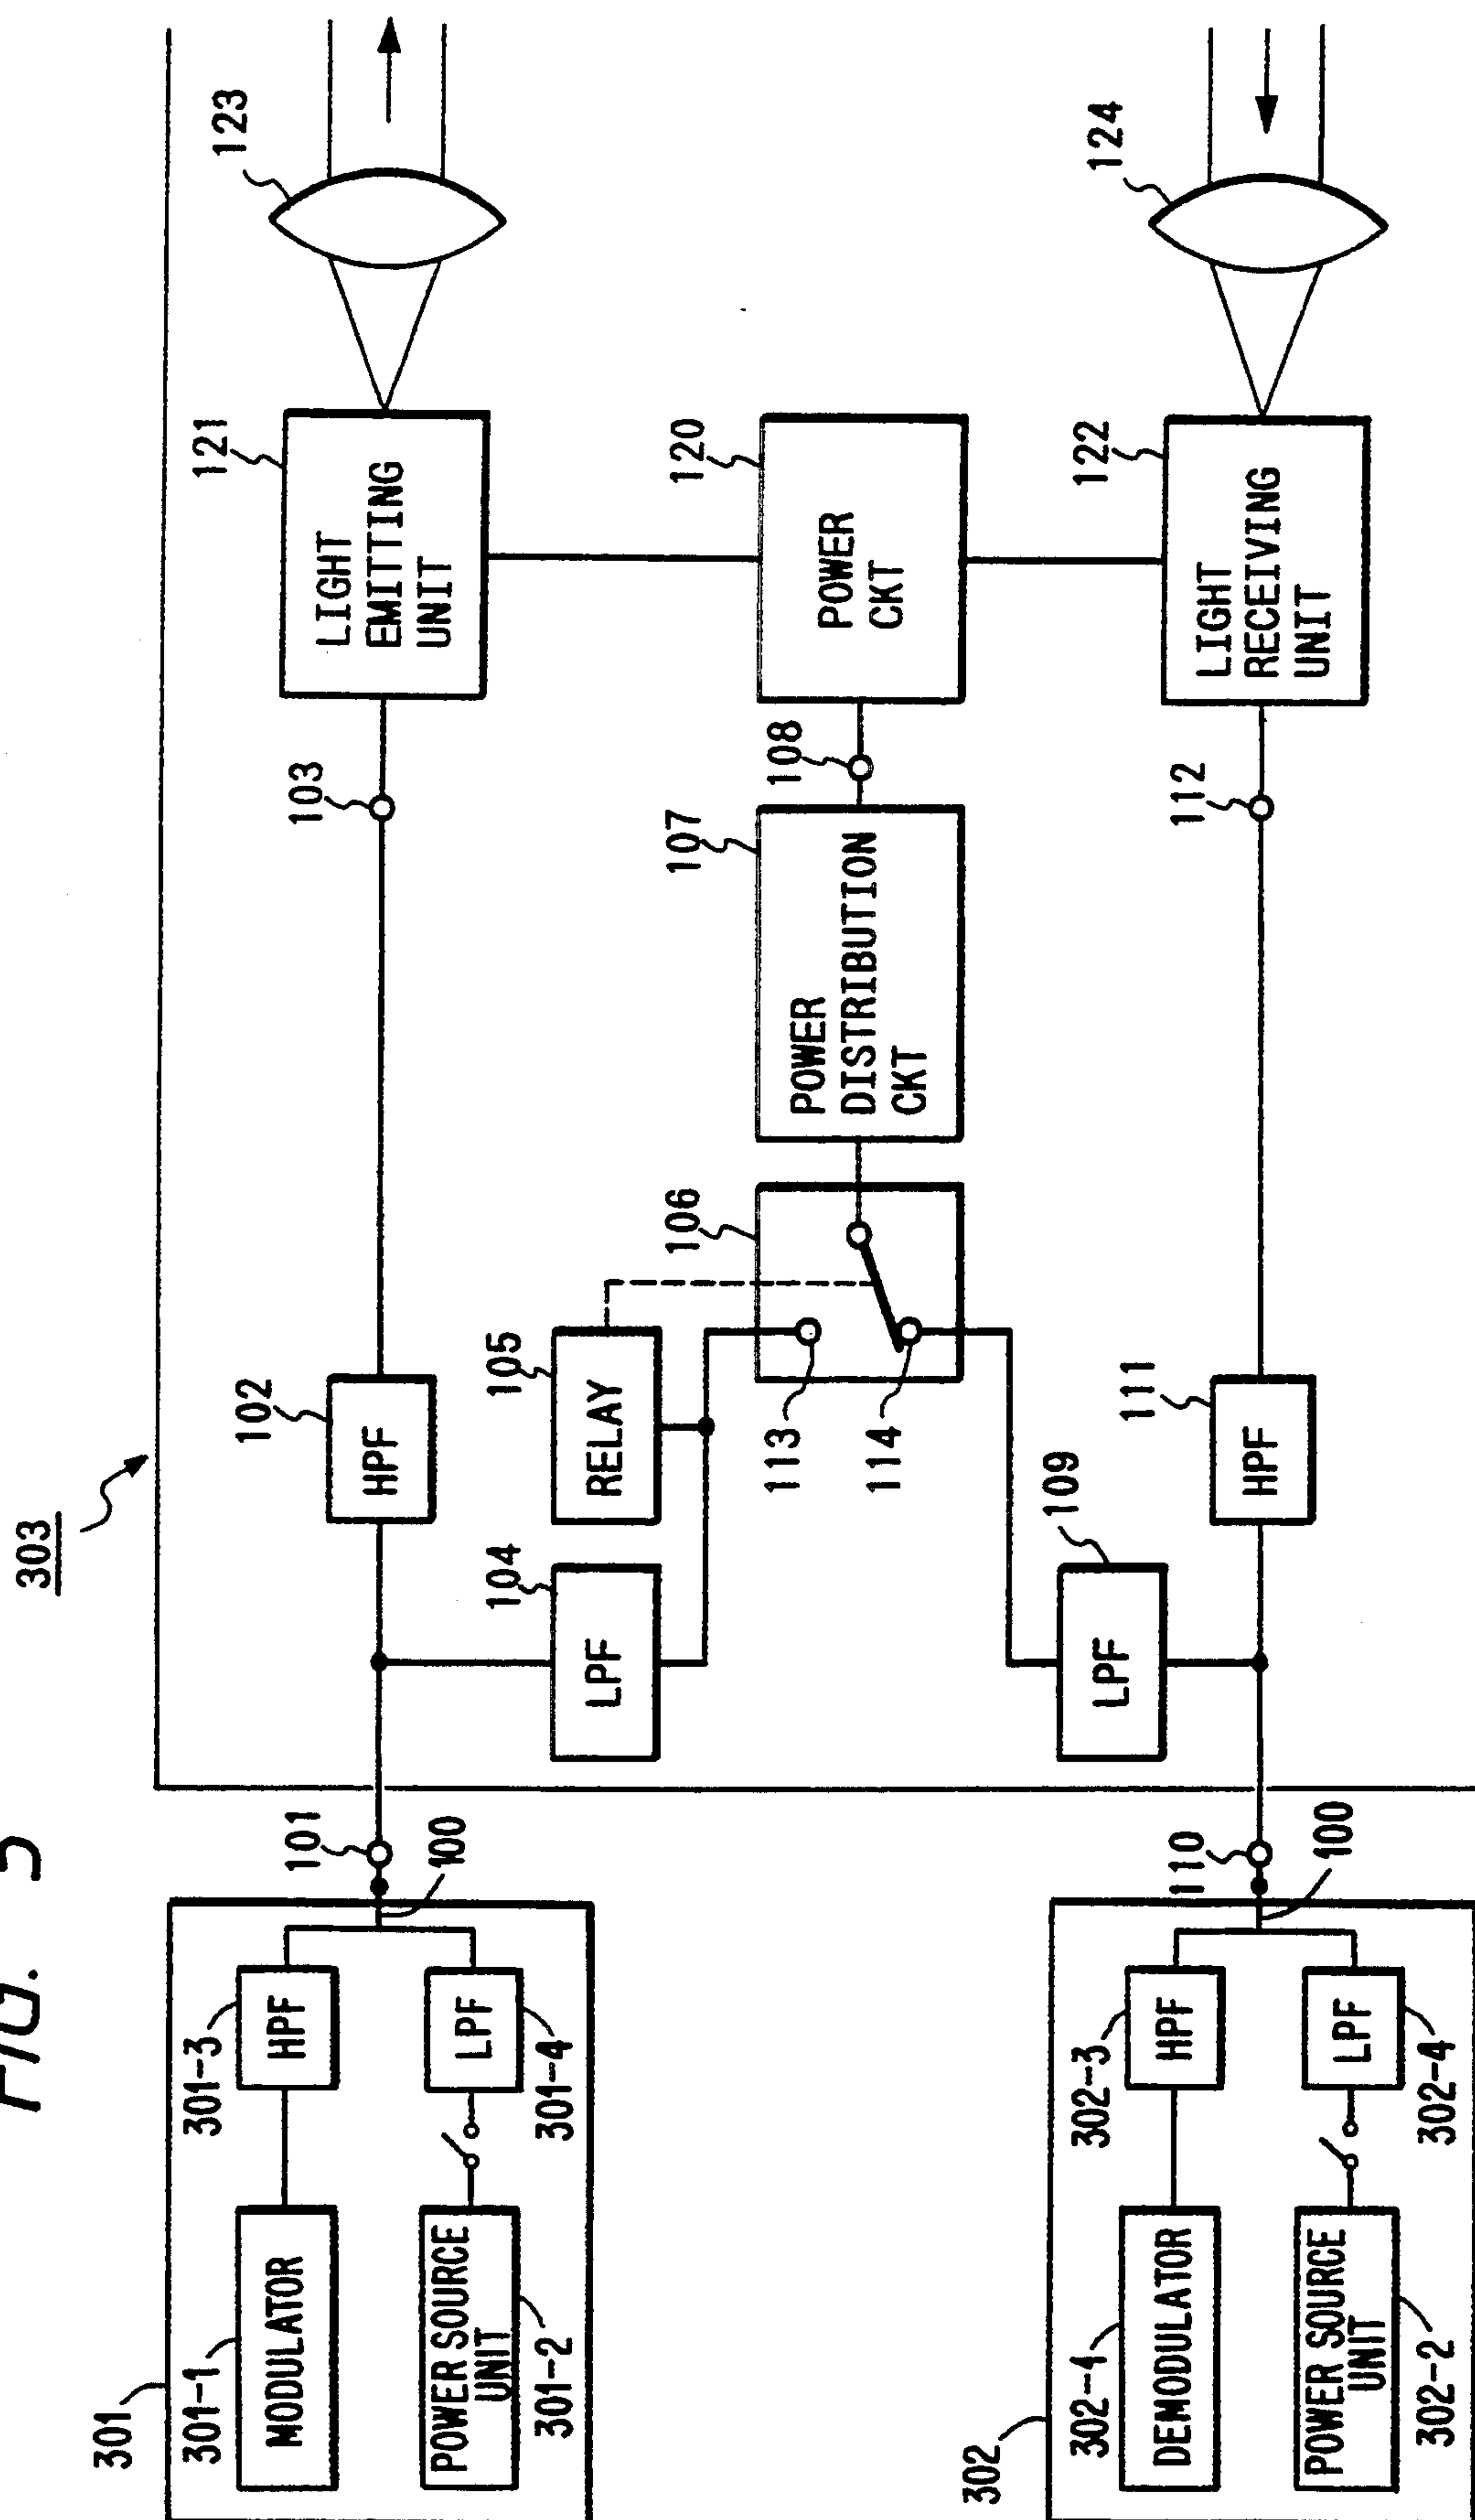 FIG. 5
303
301
301-1
MODULATOR
301-3
HPF
POWER SOURCE
UNIT
301-2
LPF
301-4
100
101
102
HPF
103
121
LIGHT
EMITTING
UNIT
123
104
LPF
105
RELAY
106
113
114
107
POWER
DISTRIBUTION
CKT
108
120
POWER
CKT
302
302-1
DEMODULATOR
302-3
HPF
POWER SOURCE
UNIT
302-2
LPF
302-4
100
110
109
LPF
111
HPF
112
122
LIGHT
RECEIVING
UNIT
124